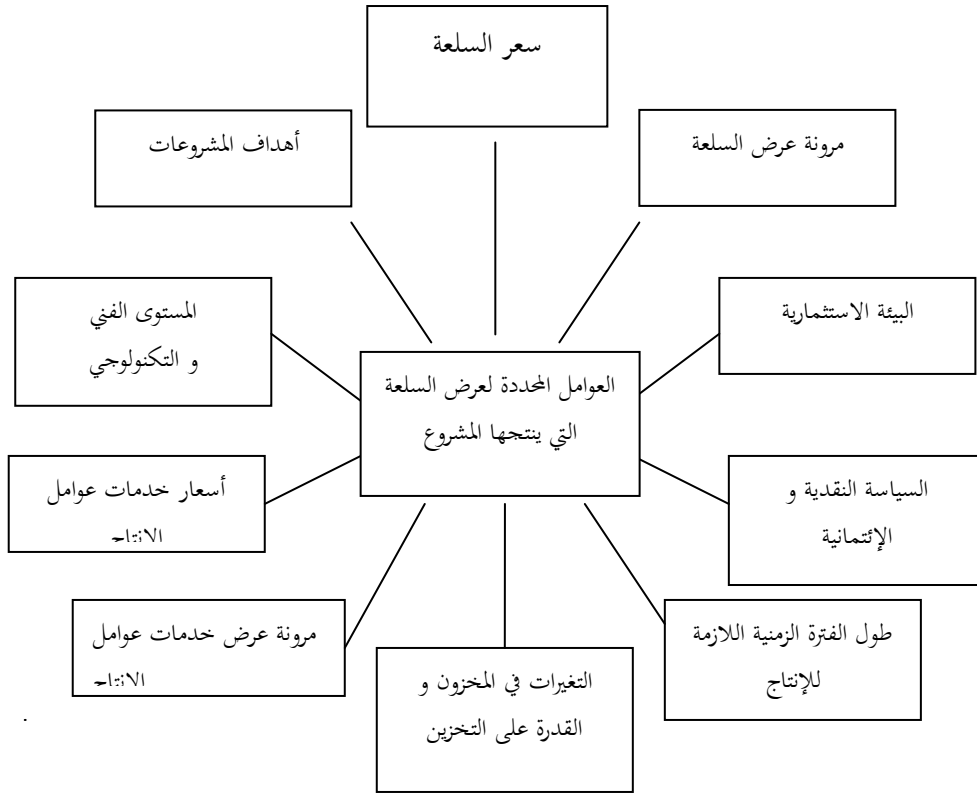 سعر السلعة
مرونة عرض السلعة
أهداف المشروعات
البيئة الاستثمارية
المستوى الفني
و التكنولوجي
العوامل المحددة لعرض السلعة
التي ينتجها المشروع
السياسة النقدية و
الإئتمانية
أسعار خدمات عوامل
الانتاج
طول الفترة الزمنية اللازمة
للإنتاج
مرونة عرض خدمات عوامل
الانتاج
التغيرات في المخزون و
القدرة على التخزين
.